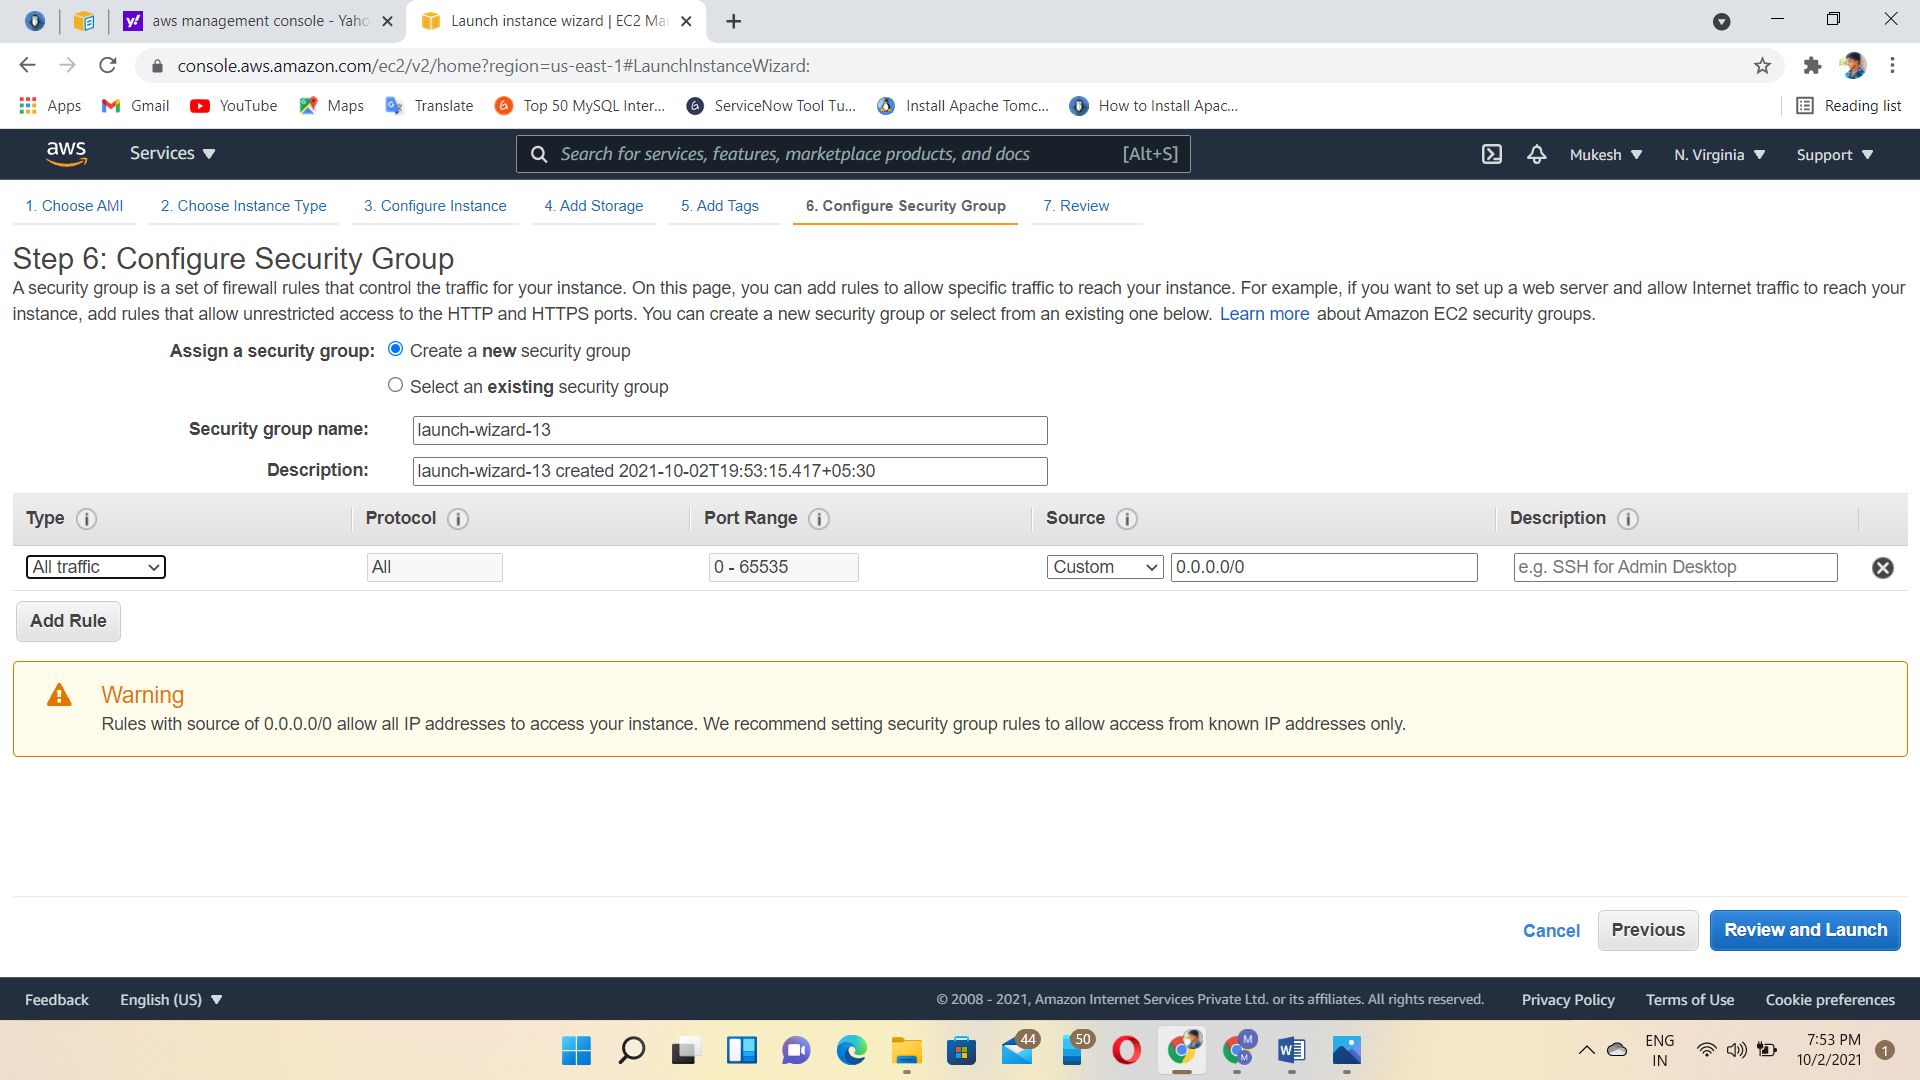 aws management console - Yaho
Launch instance wizard | EC2 Mar
console.aws.amazon.com/ec2/v2/home?region=us-east-1#LaunchInstanceWizard:
Apps
Gmail
YouTube
Maps
Translate
Top 50 MySQL Inter...
ServiceNow Tool Tu...
Install Apache Tomc...
How to Install Apac...
Reading list
aws
Services
Search for services, features, marketplace products, and docs
[Alt+S]
Mukesh
N. Virginia
Support
1. Choose AMI
2. Choose Instance Type
3. Configure Instance
4. Add Storage
5. Add Tags
6. Configure Security Group
7. Review
Step 6: Configure Security Group
A security group is a set of firewall rules that control the traffic for your instance. On this page, you can add rules to allow specific traffic to reach your instance. For example, if you want to set up a web server and allow Internet traffic to reach your
instance, add rules that allow unrestricted access to the HTTP and HTTPS ports. You can create a new security group or select from an existing one below. Learn more about Amazon EC2 security groups.
Assign a security group:
Create a new security group
Select an existing security group
Security group name:
launch-wizard-13
Description:
launch-wizard-13 created 2021-10-02T19:53:15.417+05:30
Type
Protocol
Port Range
Source
Description
All traffic
All
0 - 65535
Custom
0.0.0.0/0
e.g. SSH for Admin Desktop
Add Rule
Warning
Rules with source of 0.0.0.0/0 allow all IP addresses to access your instance. We recommend setting security group rules to allow access from known IP addresses only.
Cancel
Previous
Review and Launch
Feedback
English (US)
© 2008 - 2021, Amazon Internet Services Private Ltd. or its affiliates. All rights reserved.
Privacy Policy
Terms of Use
Cookie preferences
44
50
M
M
ENG
IN
7:53 PM
10/2/2021
1